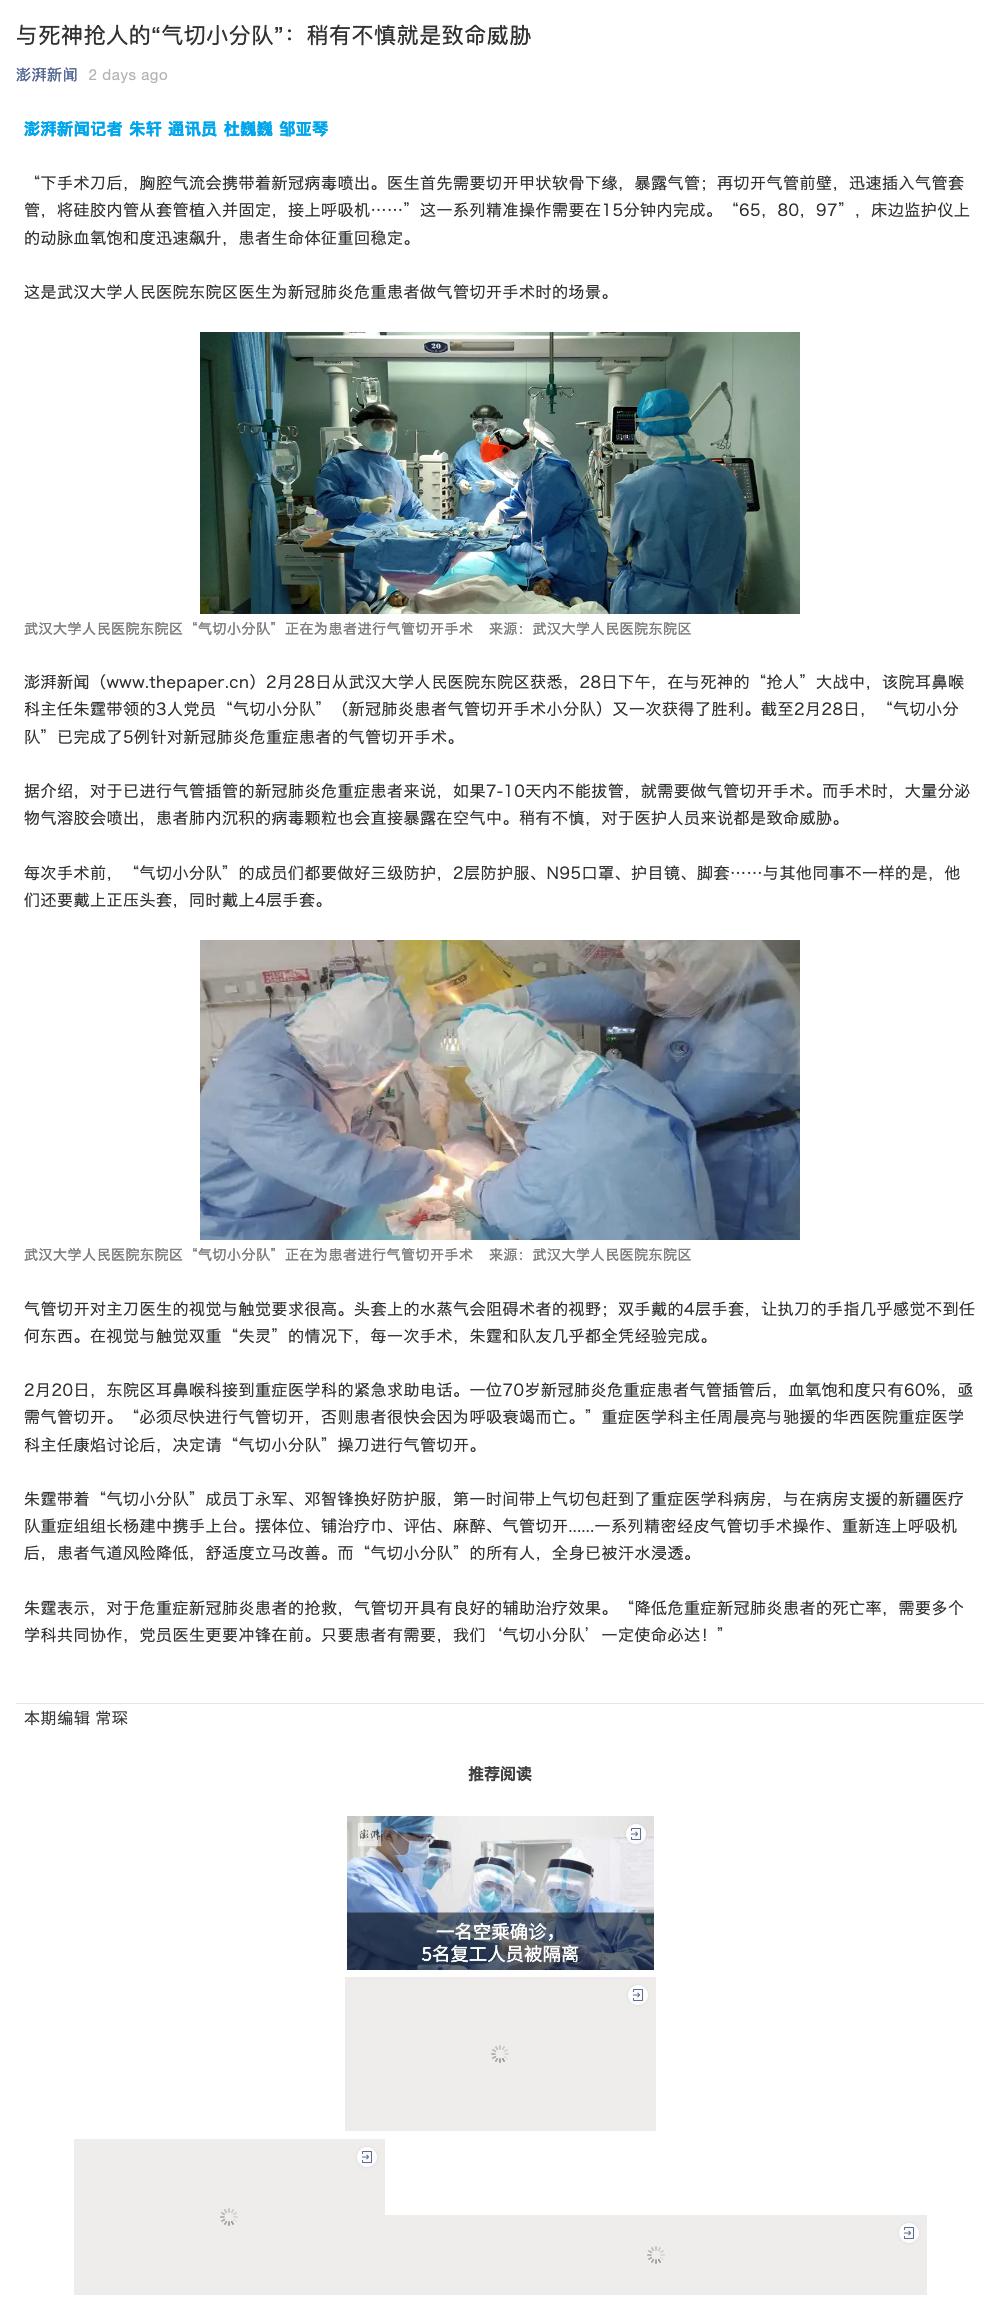 与死神抢人的“气切小分队”：稍有不慎就是致命威胁
澎湃新闻 2 days ago
澎湃新闻记者 朱轩 通讯员 杜巍巍 邹亚琴
“下手术刀后，胸腔气流会携带着新冠病毒喷出。医生首先需要切开甲状软骨下缘，暴露气管；再切开气管前壁，迅速插入气管套
管，将硅胶内管从套管植入并固定，接上呼吸机……”这一系列精准操作需要在15分钟内完成。“65，80，97”，床边监护仪上
的动脉血氧饱和度迅速飙升，患者生命体征重回稳定。
这是武汉大学人民医院东院区医生为新冠肺炎危重患者做气管切开手术时的场景。
20
武汉大学人民医院东院区“气切小分队”正在为患者进行气管切开手术 来源：武汉大学人民医院东院区
澎湃新闻（www.thepaper.cn）2月28日从武汉大学人民医院东院区获悉，28日下午，在与死神的“抢人”大战中，该院耳鼻喉
科主任朱霆带领的3人党员“气切小分队”（新冠肺炎患者气管切开手术小分队）又一次获得了胜利。截至2月28日，“气切小分
队”已完成了5例针对新冠肺炎危重症患者的气管切开手术。
据介绍，对于已进行气管插管的新冠肺炎危重症患者来说，如果7-10天内不能拔管，就需要做气管切开手术。而手术时，大量分泌
物气溶胶会喷出，患者肺内沉积的病毒颗粒也会直接暴露在空气中。稍有不慎，对于医护人员来说都是致命威胁。
每次手术前，“气切小分队”的成员们都要做好三级防护，2层防护服、N95口罩、护目镜、脚套……与其他同事不一样的是，他
们还要戴上正压头套，同时戴上4层手套。
武汉大学人民医院东院区“气切小分队”正在为患者进行气管切开手术 来源：武汉大学人民医院东院区
气管切开对主刀医生的视觉与触觉要求很高。头套上的水蒸气会阻碍术者的视野；双手戴的4层手套，让执刀的手指几乎感觉不到任
何东西。在视觉与触觉双重“失灵”的情况下，每一次手术，朱霆和队友几乎都全凭经验完成。
2月20日，东院区耳鼻喉科接到重症医学科的紧急求助电话。一位70岁新冠肺炎危重症患者气管插管后，血氧饱和度只有60%，亟
需气管切开。“必须尽快进行气管切开，否则患者很快会因为呼吸衰竭而亡。”重症医学科主任周晨亮与驰援的华西医院重症医学
科主任康焰讨论后，决定请“气切小分队”操刀进行气管切开。
朱霆带着“气切小分队”成员丁永军、邓智锋换好防护服，第一时间带上气切包赶到了重症医学科病房，与在病房支援的新疆医疗
队重症组组长杨建中携手上台。摆体位、铺治疗巾、评估、麻醉、气管切开......一系列精密经皮气管切手术操作、重新连上呼吸机
后，患者气道风险降低，舒适度立马改善。而“气切小分队”的所有人，全身已被汗水浸透。
朱霆表示，对于危重症新冠肺炎患者的抢救，气管切开具有良好的辅助治疗效果。“降低危重症新冠肺炎患者的死亡率，需要多个
学科共同协作，党员医生更要冲锋在前。只要患者有需要，我们‘气切小分队’一定使命必达！”
本期编辑 常琛
推荐阅读
澎湃
一名空乘确诊，
5名复工人员被隔离